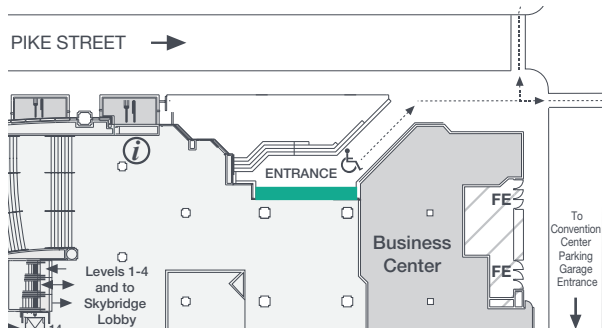 PIKE STREET
i
ENTRANCE
FE
To
Convention
Center
Parking
Garage
Entrance
Business
Center
FE
Levels 1-4
and to
Skybridge
Lobby
14